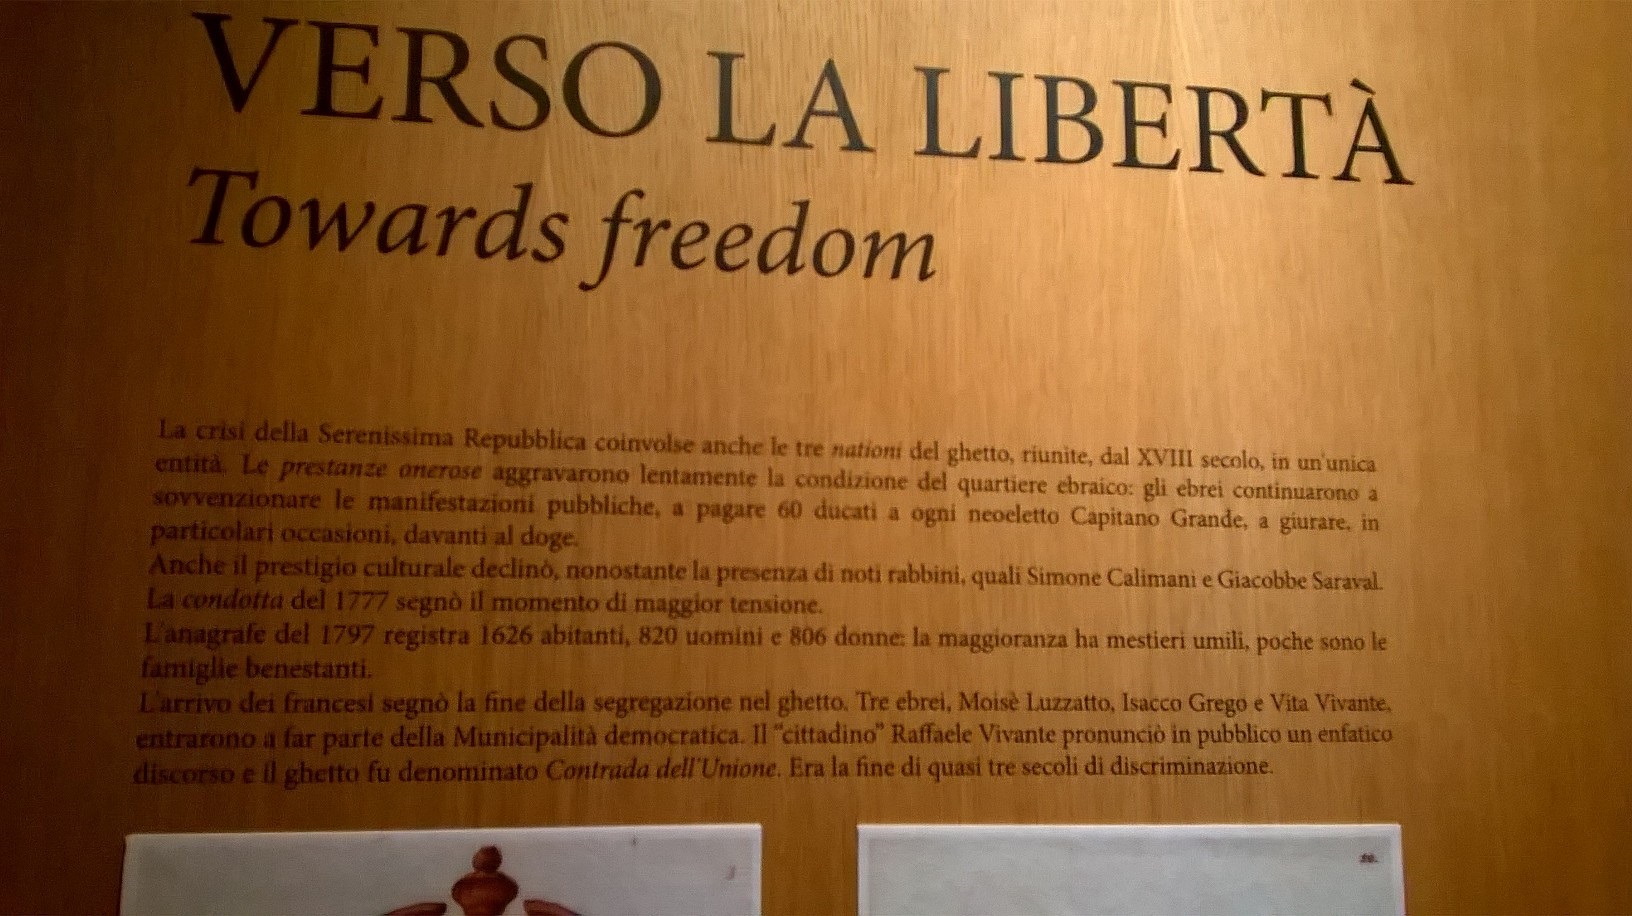 VERSO LA LIBERTÀ
Towards freedom
La crisi della Serenissima Repubblica coinvolse anche le tre nationi del ghetto, riunite, dal XVIII secolo, in un'unica
entità. Le prestanze onerose aggravarono lentamente la condizione del quartiere ebraico: gli ebrei continuarono a
sovvenzionare le manifestazioni pubbliche, a pagare 60 ducati a ogni neoeletto Capitano Grande, a giurare, in
particolari occasioni, davanti al doge.
Anche il prestigio culturale declinò, nonostante la presenza di noti rabbini, quali Simone Calimani e Giacobbe Saraval.
La condotta del 1777 segnò il momento di maggior tensione.
L'anagrafe del 1797 registra 1626 abitanti, 820 uomini e 806 donne: la maggioranza ha mestieri umili, poche sono le
famiglie benestanti.
L'arrivo dei francesi segnò la fine della segregazione nel ghetto. Tre ebrei, Moisè Luzzatto, Isacco Grego e Vita Vivante,
entrarono a far parte della Municipalità democratica. Il "cittadino" Raffaele Vivante pronunciò in pubblico un enfatico
discorso e il ghetto fu denominato Contrada dell'Unione. Era la fine di quasi tre secoli di discriminazione.